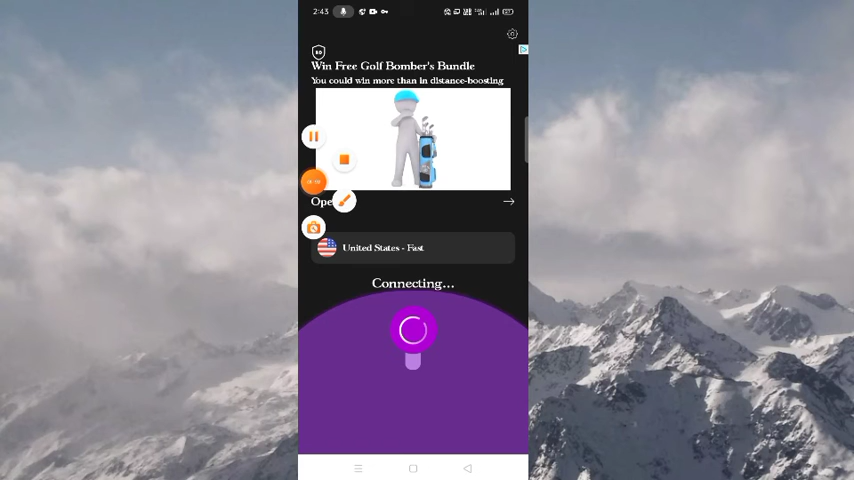 2:43
Win Free Golf Bomber's Bundle
You could win more than in distance-boosting
Ope
United States - Fast
Connecting...